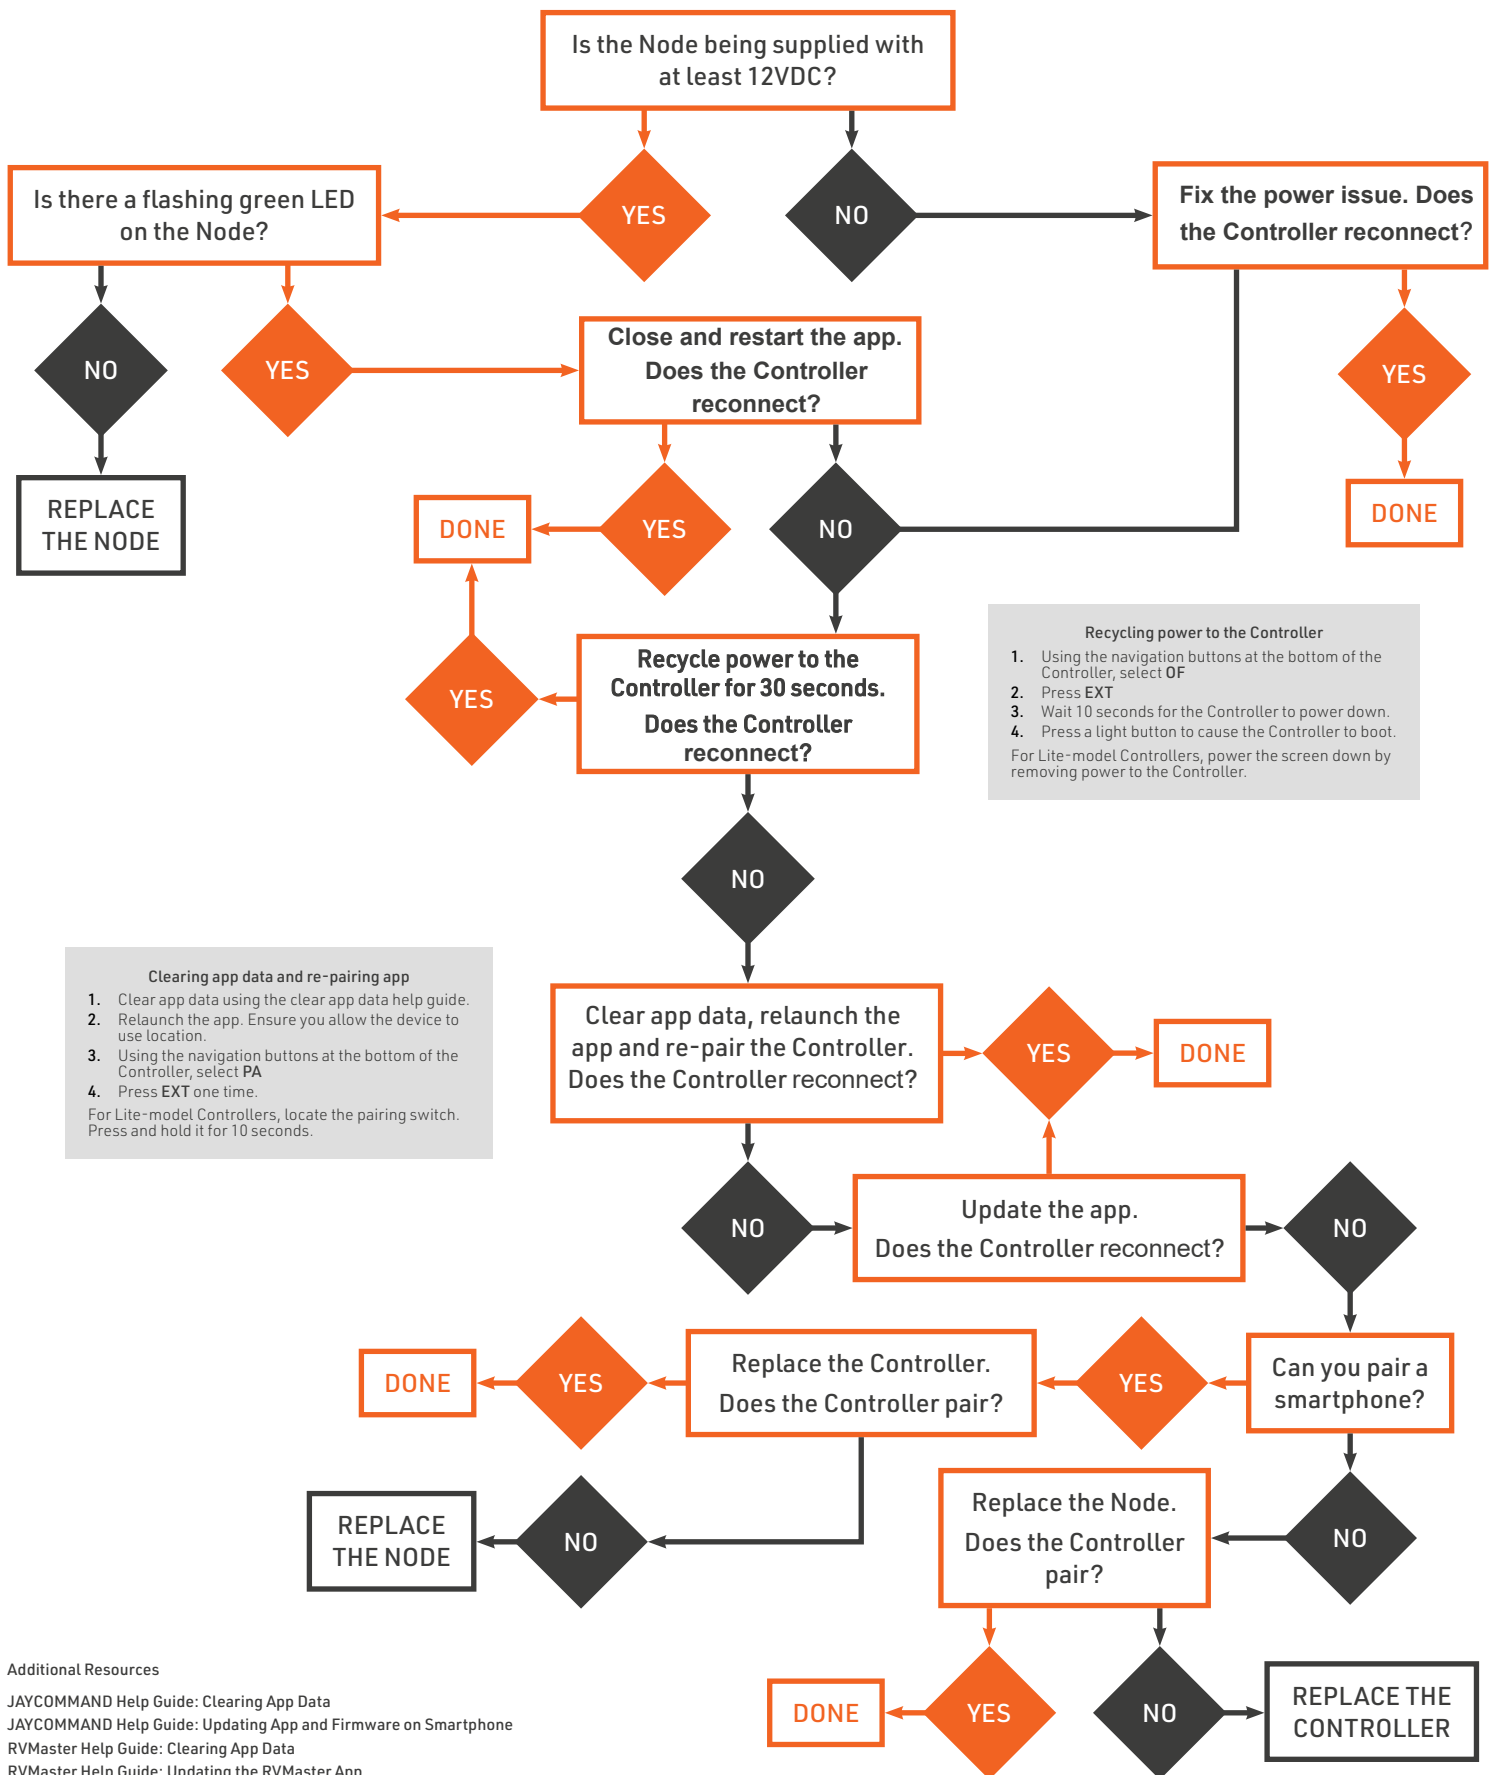 Is the Node being supplied with
at least 12VDC?
YES
NO
Is there a flashing green LED
on the Node?
Fix the power issue. Does
the Controller reconnect?
NO
YES
Close and restart the app.
Does the Controller
reconnect?
YES
REPLACE
THE NODE
DONE
YES
NO
DONE
YES
Recycle power to the
Controller for 30 seconds.
Does the Controller
reconnect?
Recycling power to the Controller
1. Using the navigation buttons at the bottom of the
Controller, select OF
2. Press EXT
3. Wait 10 seconds for the Controller to power down.
4. Press a light button to cause the Controller to boot.
For Lite-model Controllers, power the screen down by
removing power to the Controller.
NO
Clearing app data and re-pairing app
1. Clear app data using the clear app data help guide.
2. Relaunch the app. Ensure you allow the device to
use location.
3. Using the navigation buttons at the bottom of the
Controller, select PA
4. Press EXT one time.
For Lite-model Controllers, locate the pairing switch.
Press and hold it for 10 seconds.
Clear app data, relaunch the
app and re-pair the Controller.
Does the Controller reconnect?
YES
DONE
NO
Update the app.
Does the Controller reconnect?
NO
DONE
YES
Replace the Controller.
Does the Controller pair?
YES
Can you pair a
smartphone?
REPLACE
THE NODE
NO
Replace the Node.
Does the Controller
pair?
NO
DONE
YES
NO
REPLACE THE
CONTROLLER
Additional Resources
JAYCOMMAND Help Guide: Clearing App Data
JAYCOMMAND Help Guide: Updating App and Firmware on Smartphone
RVMaster Help Guide: Clearing App Data
RVMaster Help Guide: Updating the RVMaster App